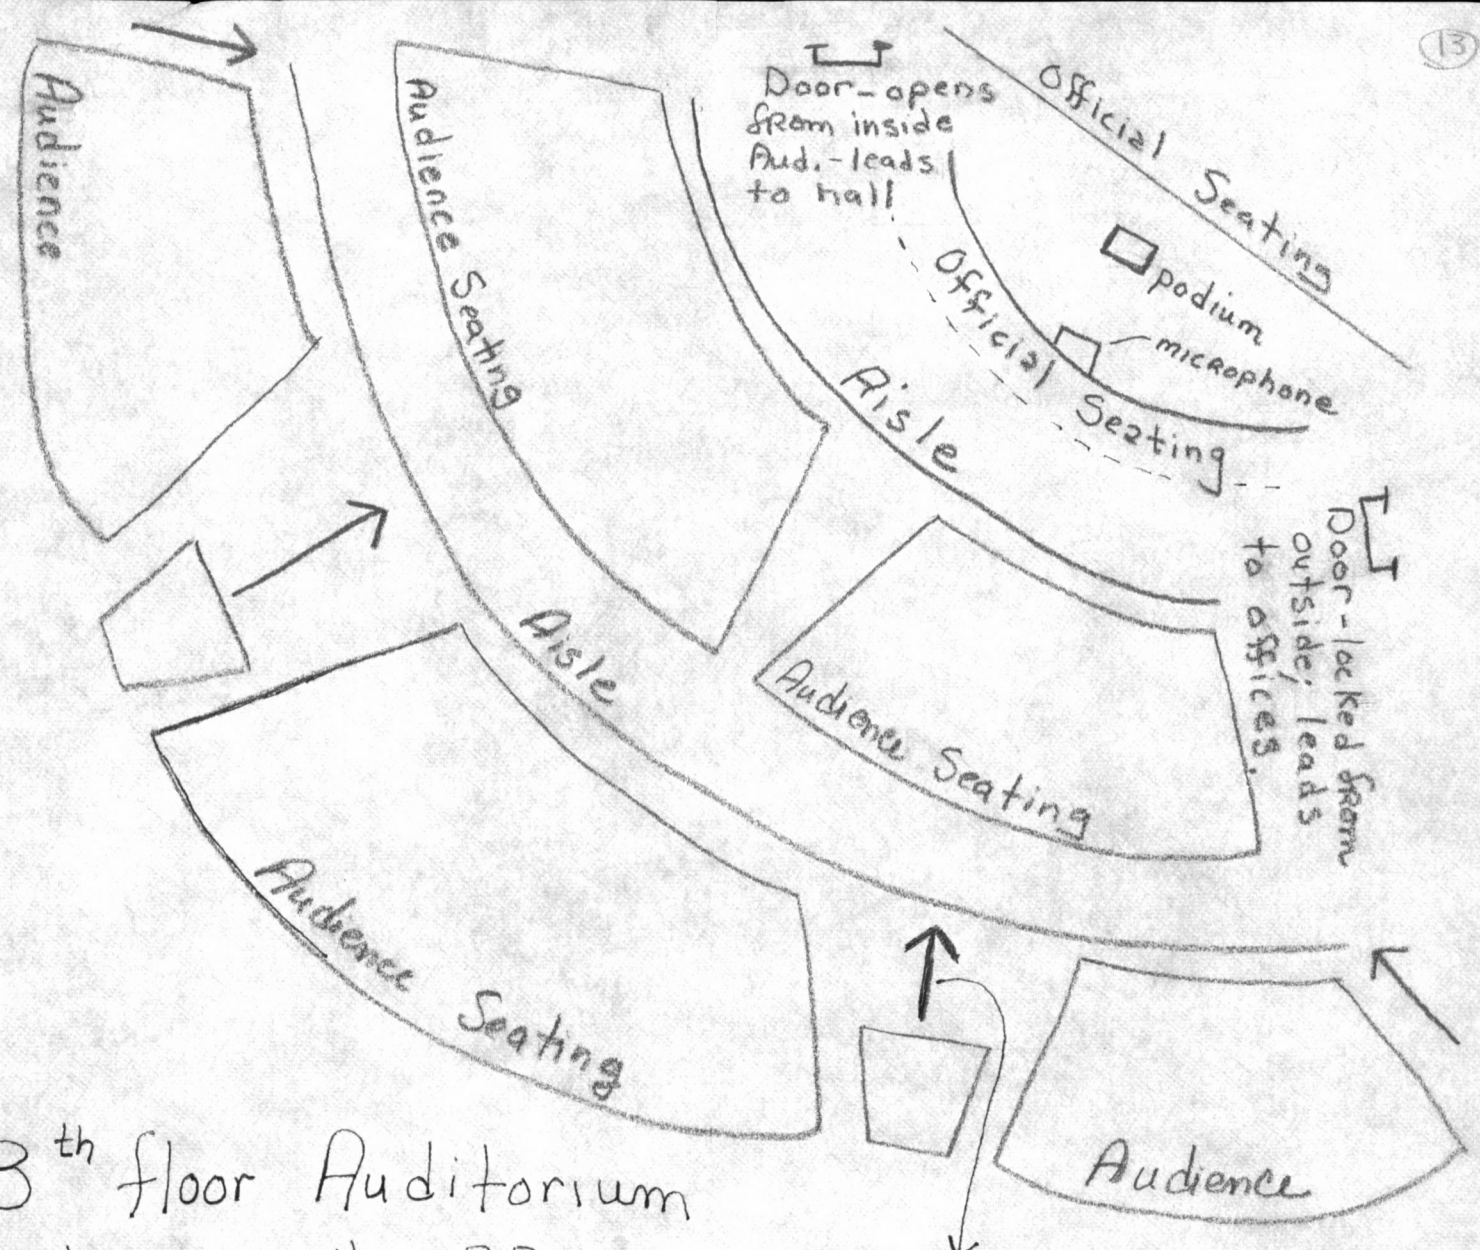 13
Official Seating
Door-opens
from inside
Aud.-leads
to hall
podium
microphone
Official Seating
Aisle
Audience
Audience Seating
Door-locked from
outside; leads
to offices.
Aisle
Audience Seating
Audience Seating
Audience
3th floor Auditorium